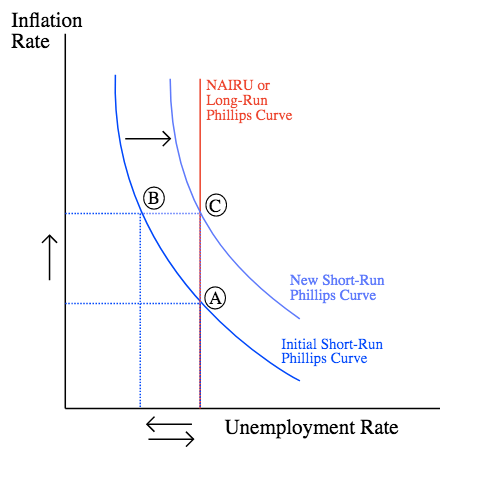 Inflation
Rate
NAIRU or
Long-Run
Phillips Curve
B
C
New Short-Run
Phillips Curve
A
Initial Short-Run
Phillips Curve
Unemployment Rate